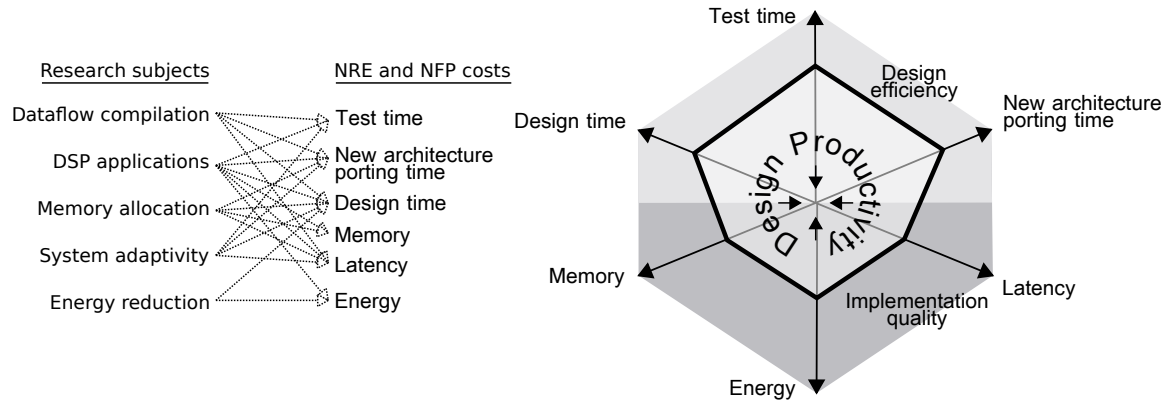 Research subjects
Dataflow compilation
DSP applications
Memory allocation
System adaptivity
Energy reduction
NRE and NFP costs
Test time
New architecture
porting time
Design time
Memory
Latency
Energy
Test time
Design
efficiency
New architecture
porting time
Design time
Design Productivity
Memory
Latency
Implementation
quality
Energy